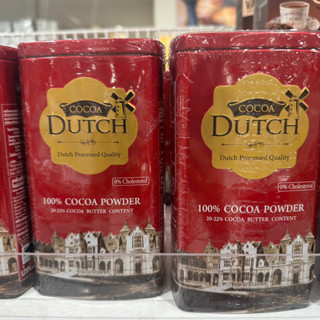 COCOA
DUTCH
Dutch Processed Quality
0% Cholesterol
100% COCOA POWDER
20-22% COCOA BUTTER CONTENT
COCOA
DUTCH
Dutch Processed Quality
0% Cholesterol
100% COCOA POWDER
20-22% COCOA BUTTER CONTENT